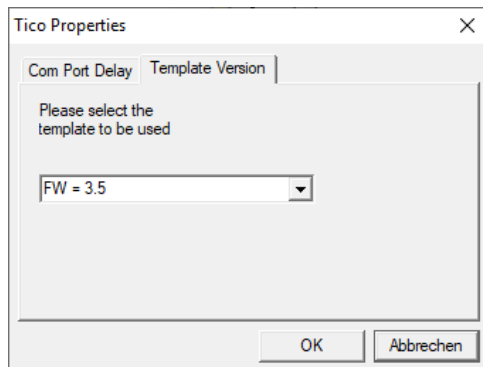 Tico Properties
Com Port Delay
Template Version
Please select the
template to be used
FW = 3.5
OK
Abbrechen